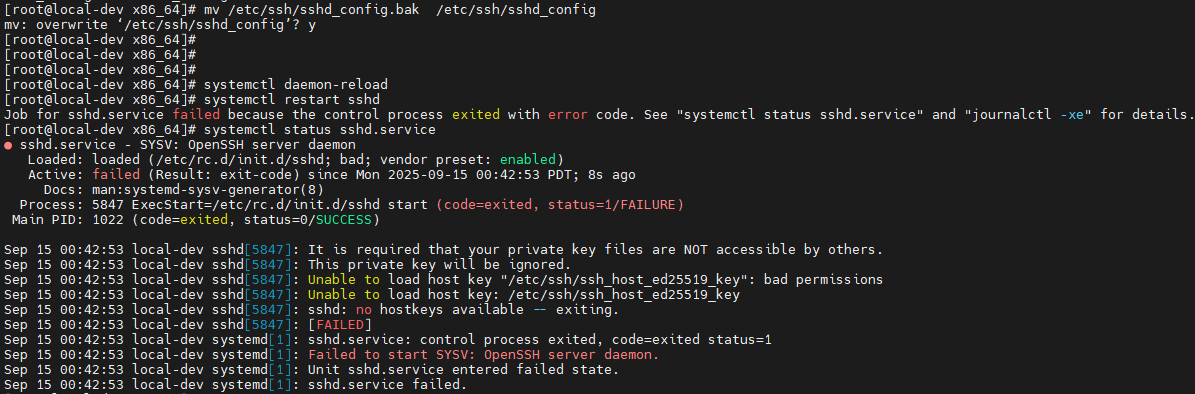 [root@local-dev x86_64]# mv /etc/ssh/sshd_config.bak  /etc/ssh/sshd_config
mv: overwrite ‘/etc/ssh/sshd_config’? y
[root@local-dev x86_64]#
[root@local-dev x86_64]#
[root@local-dev x86_64]#
[root@local-dev x86_64]# systemctl daemon-reload
[root@local-dev x86_64]# systemctl restart sshd
Job for sshd.service failed because the control process exited with error code. See "systemctl status sshd.service" and "journalctl -xe" for details.
[root@local-dev x86_64]# systemctl status sshd.service
● sshd.service - SYSV: OpenSSH server daemon
   Loaded: loaded (/etc/rc.d/init.d/sshd; bad; vendor preset: enabled)
   Active: failed (Result: exit-code) since Mon 2025-09-15 00:42:53 PDT; 8s ago
     Docs: man:systemd-sysv-generator(8)
  Process: 5847 ExecStart=/etc/rc.d/init.d/sshd start (code=exited, status=1/FAILURE)
 Main PID: 1022 (code=exited, status=0/SUCCESS)

Sep 15 00:42:53 local-dev sshd[5847]: It is required that your private key files are NOT accessible by others.
Sep 15 00:42:53 local-dev sshd[5847]: This private key will be ignored.
Sep 15 00:42:53 local-dev sshd[5847]: Unable to load host key "/etc/ssh/ssh_host_ed25519_key": bad permissions
Sep 15 00:42:53 local-dev sshd[5847]: Unable to load host key: /etc/ssh/ssh_host_ed25519_key
Sep 15 00:42:53 local-dev sshd[5847]: sshd: no hostkeys available -- exiting.
Sep 15 00:42:53 local-dev sshd[5847]: [FAILED]
Sep 15 00:42:53 local-dev systemd[1]: sshd.service: control process exited, code=exited status=1
Sep 15 00:42:53 local-dev systemd[1]: Failed to start SYSV: OpenSSH server daemon.
Sep 15 00:42:53 local-dev systemd[1]: Unit sshd.service entered failed state.
Sep 15 00:42:53 local-dev systemd[1]: sshd.service failed.